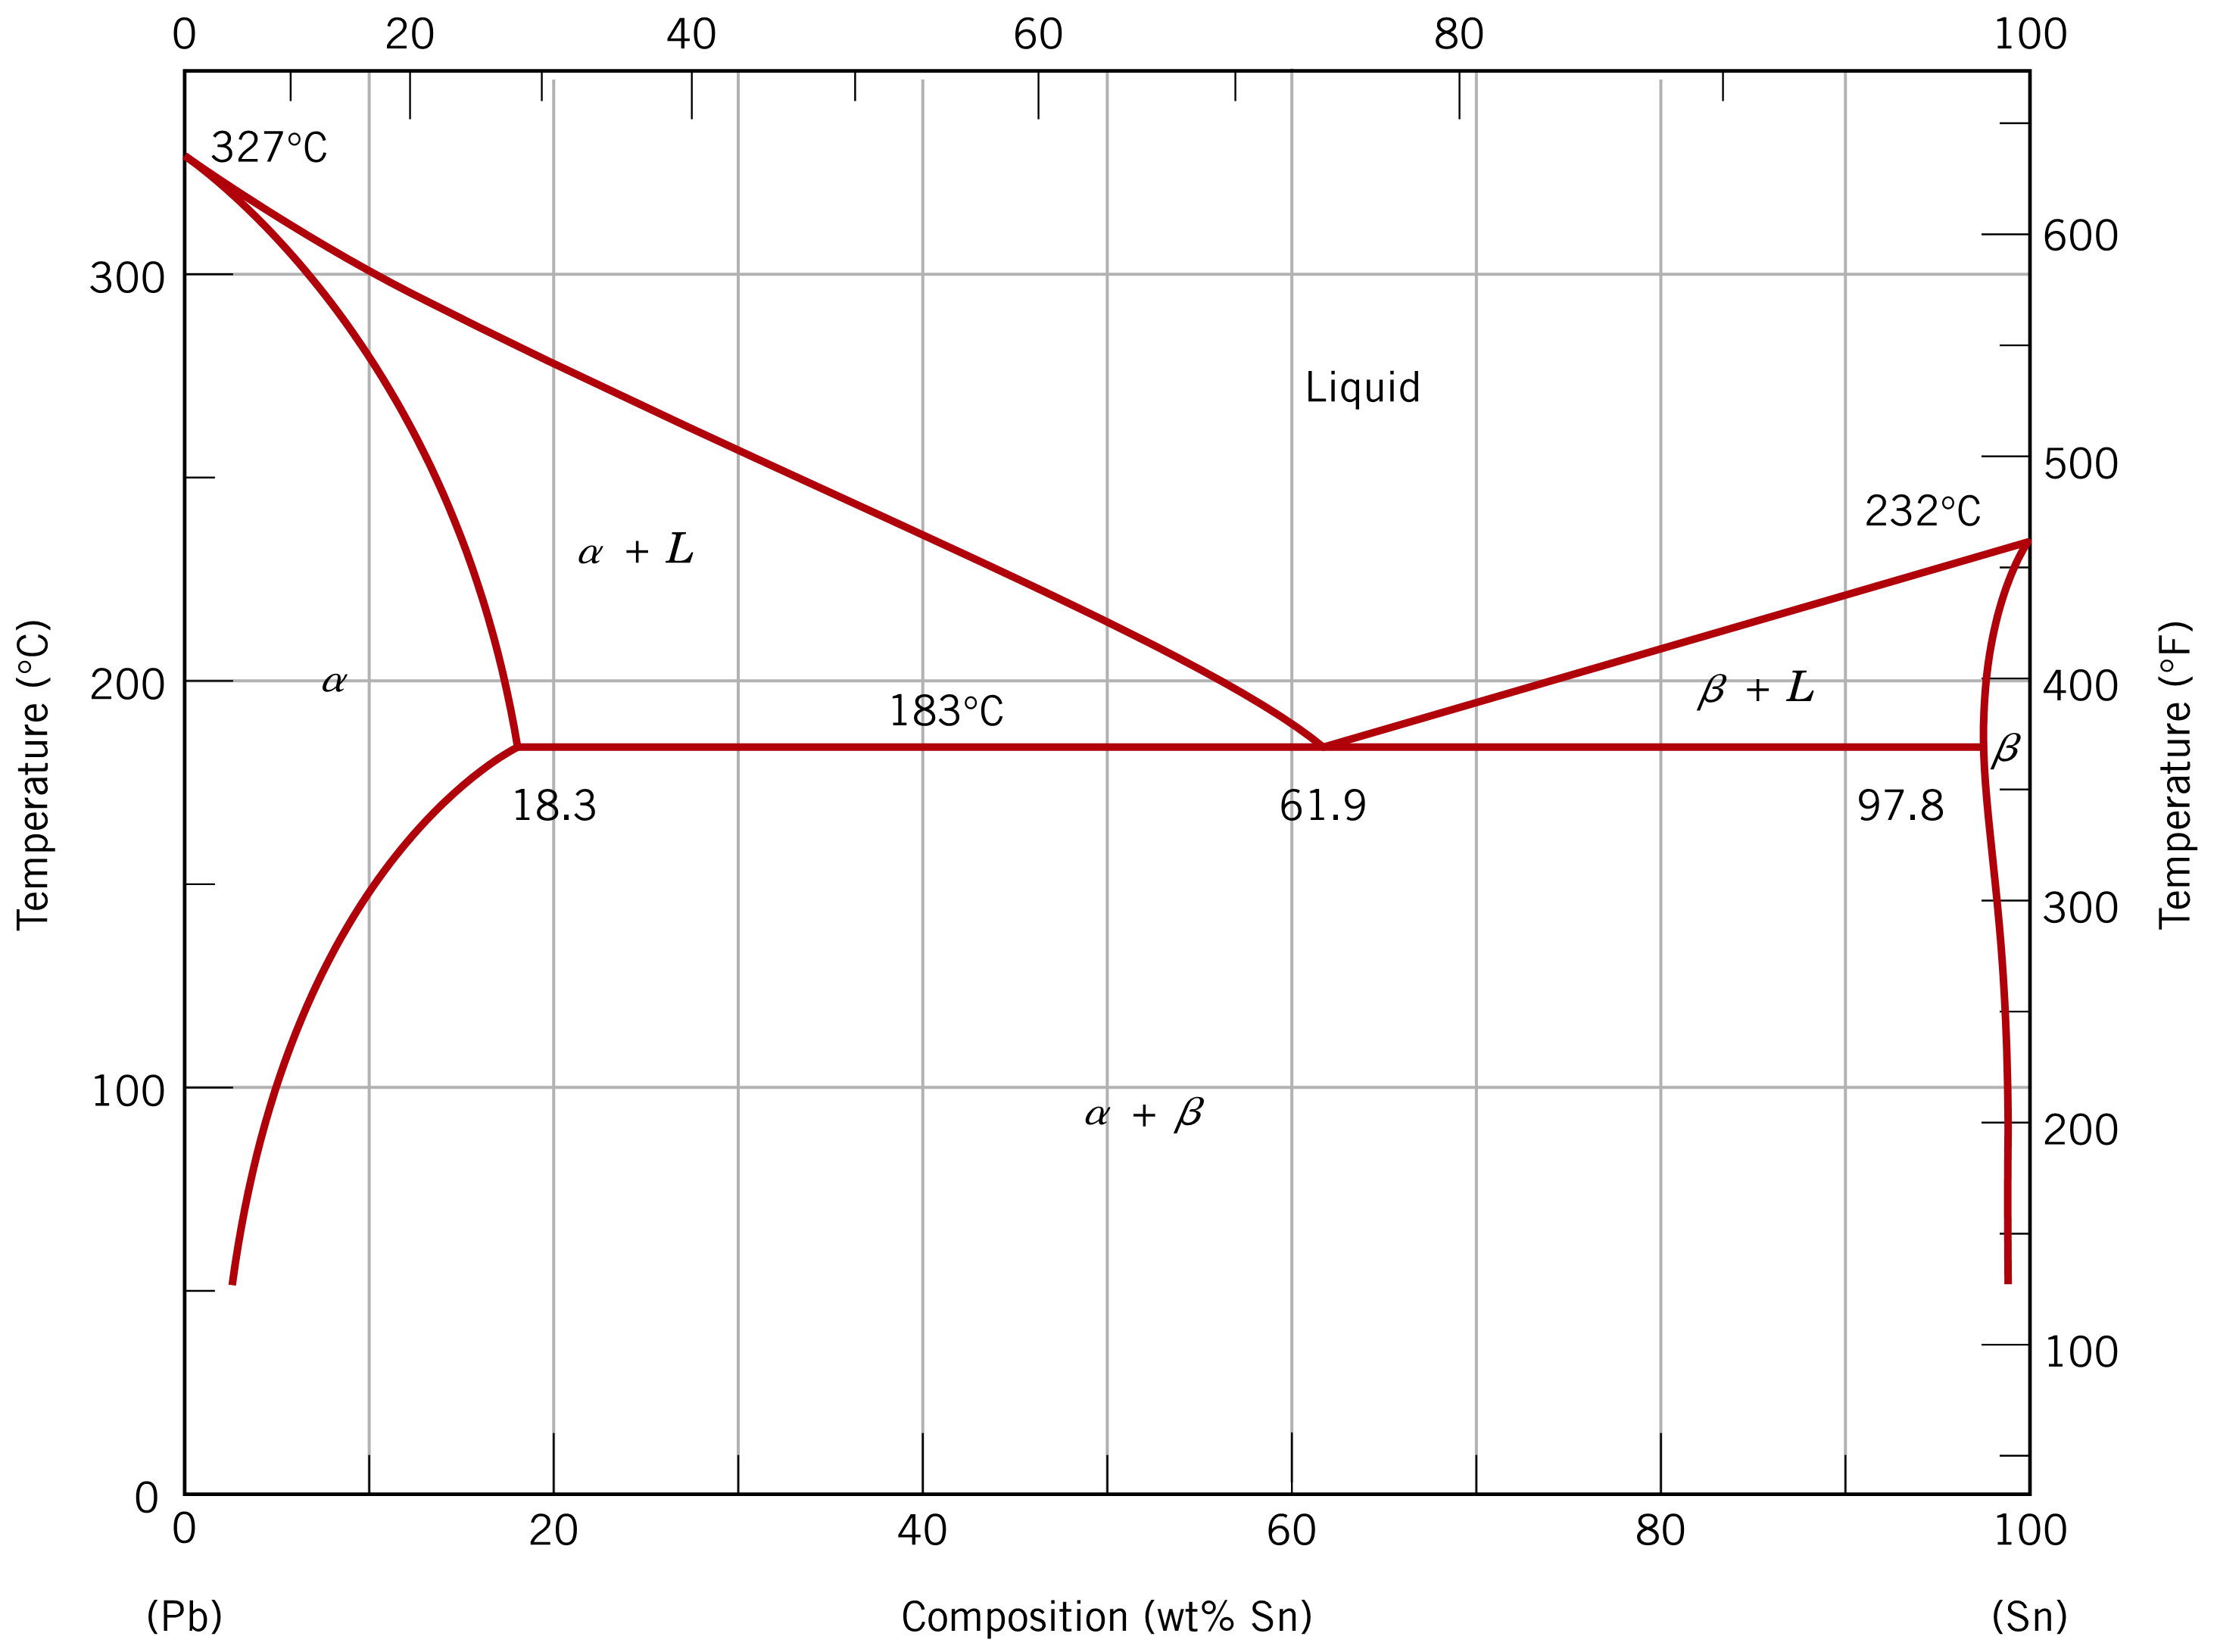 0 20 40 60 80 100
327°C
300
600
Liquid
500
232°C
α + L
α
200
183°C
β + L
400
β
18.3
61.9
97.8
Temperature (°C)
Temperature (°F)
300
100
α + β
200
100
0
0 20 40 60 80 100
(Pb) Composition (wt% Sn) (Sn)